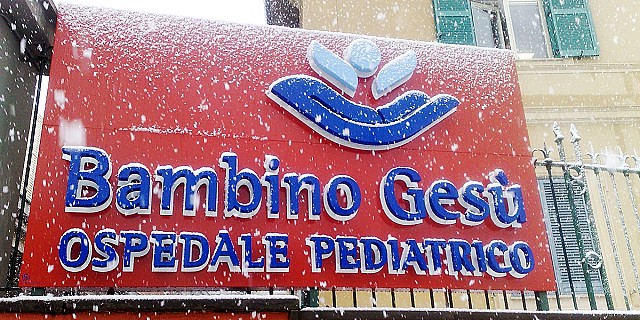 Bambino Gesù
OSPEDALE PEDIATRICO